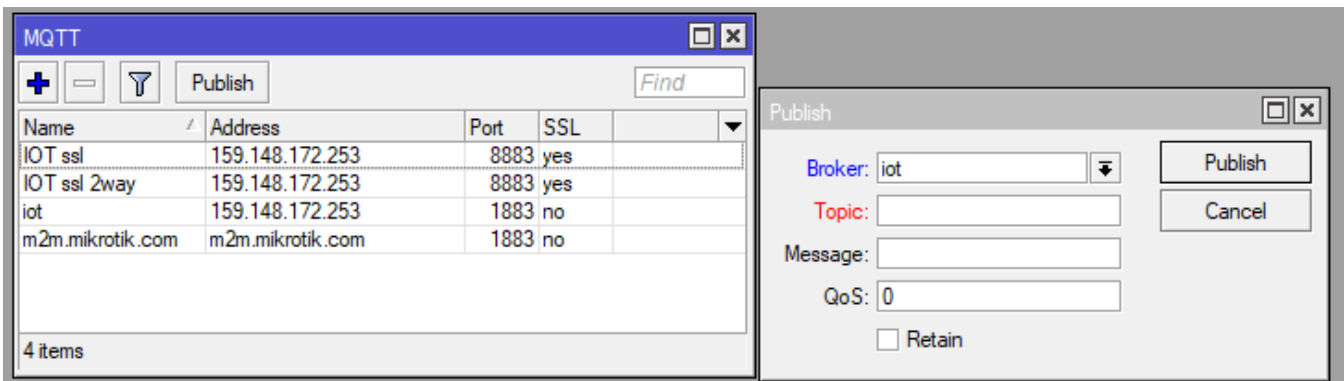 MQTT
Publish
Find
Name Address Port SSL
IOT ssl 159.148.172.253 8883 yes
IOT ssl 2way 159.148.172.253 8883 yes
iot 159.148.172.253 1883 no
m2m.mikrotik.com m2m.mikrotik.com 1883 no
4 items
Publish
Broker: iot Publish
Topic: Cancel
Message:
QoS: 0
Retain